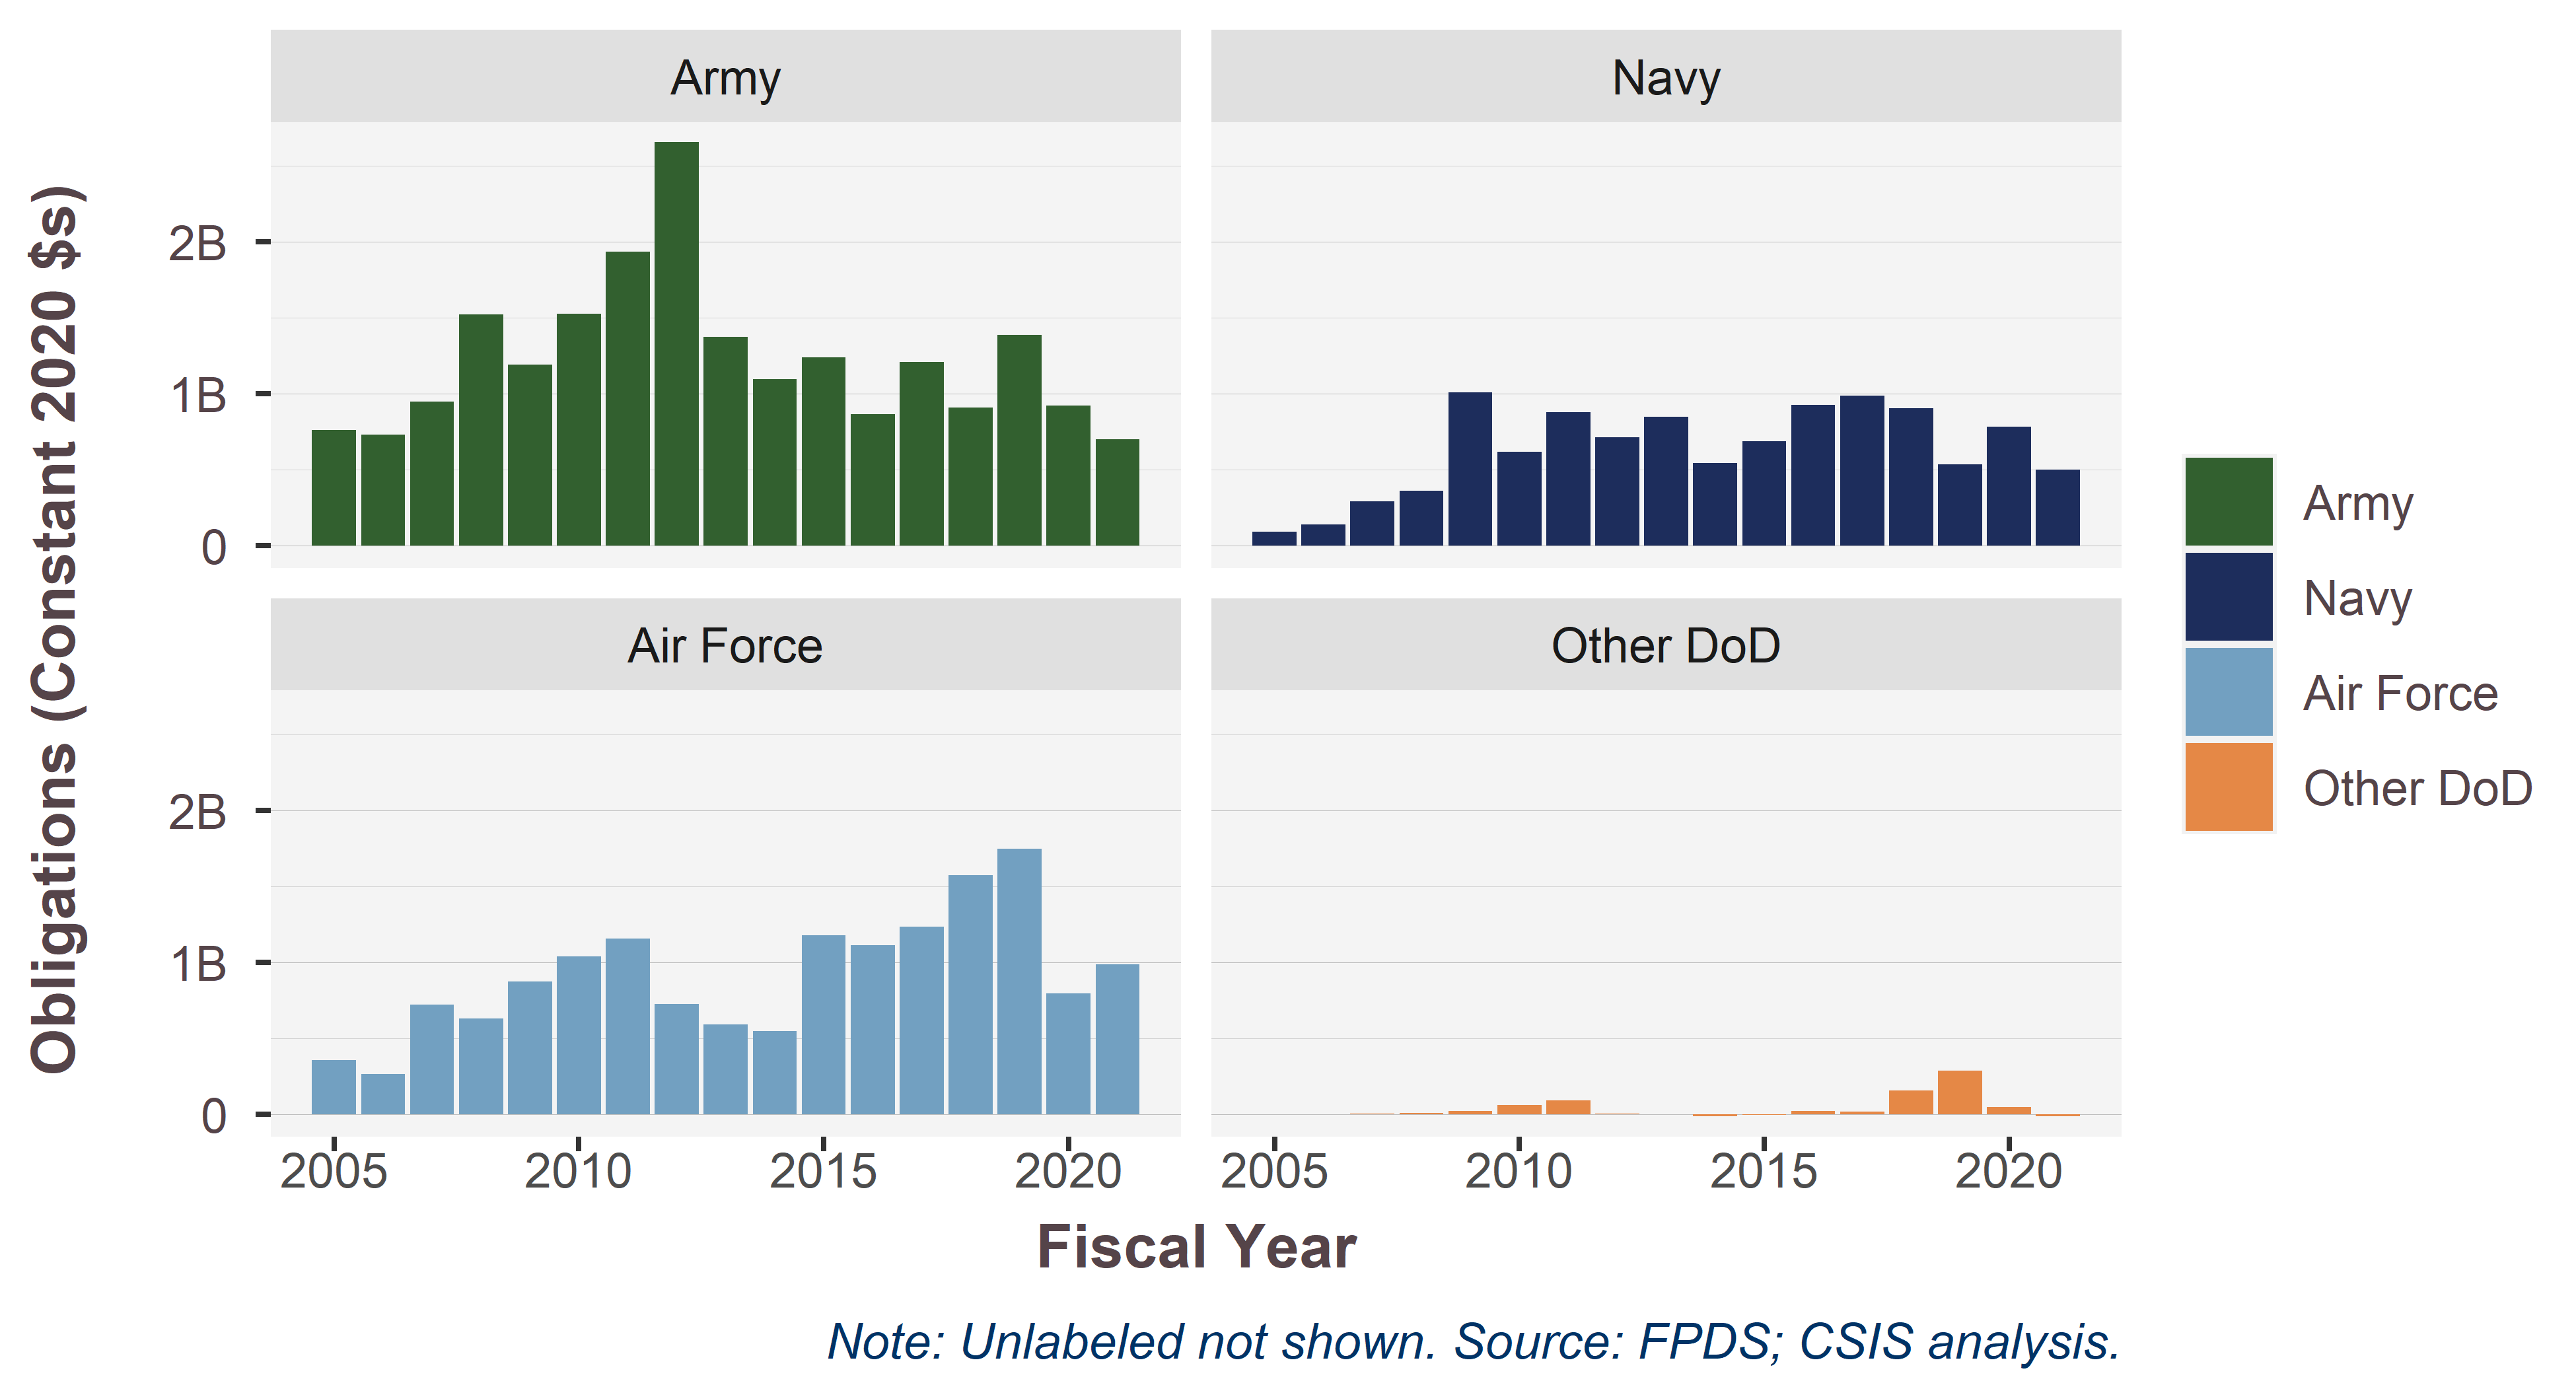 Army
Navy
Obligations (Constant 2020 $s)
2B
1B
0
Air Force
Other DoD
2B
1B
0
2005 2010 2015 2020 2005 2010 2015 2020
Fiscal Year
Army
Navy
Air Force
Other DoD
Note: Unlabeled not shown. Source: FPDS; CSIS analysis.